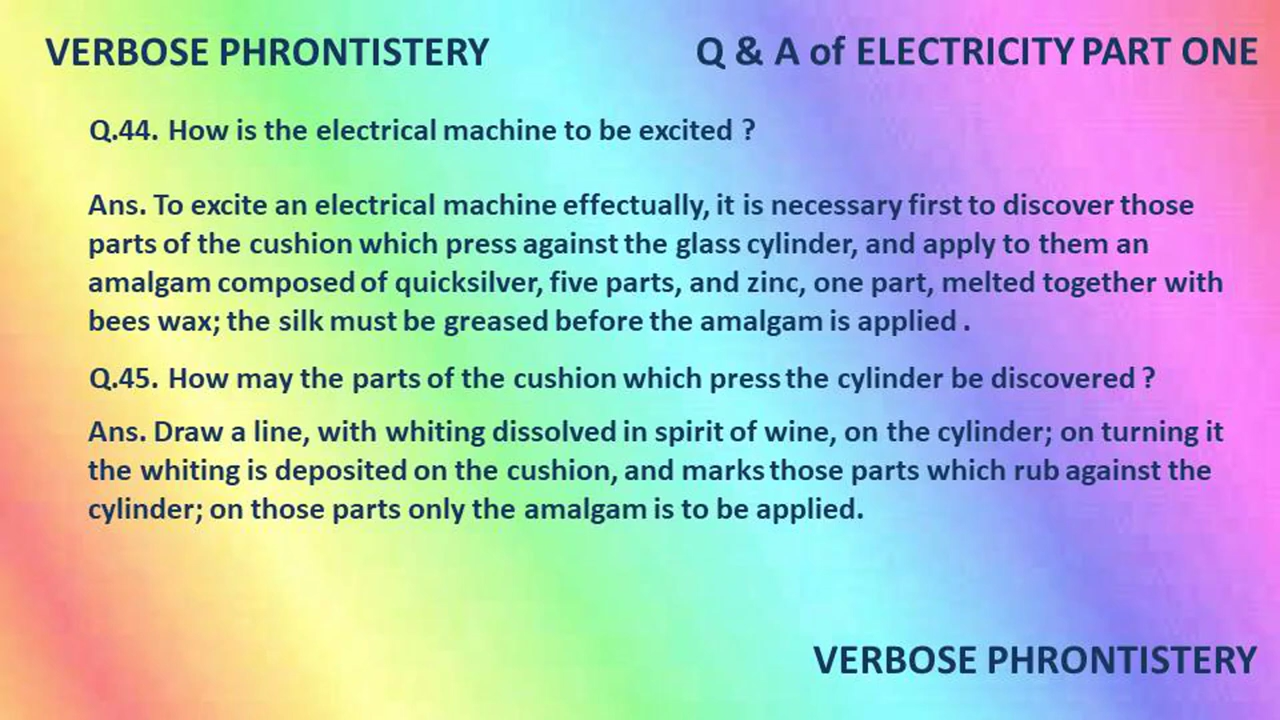 VERBOSE PHRONTISTERY
Q & A of ELECTRICITY PART ONE
Q.44. How is the electrical machine to be excited ?
Ans. To excite an electrical machine effectually, it is necessary first to discover those
parts of the cushion which press against the glass cylinder, and apply to them an
amalgam composed of quicksilver, five parts, and zinc, one part, melted together with
bees wax; the silk must be greased before the amalgam is applied .
Q.45. How may the parts of the cushion which press the cylinder be discovered ?
Ans. Draw a line, with whiting dissolved in spirit of wine, on the cylinder; on turning it
the whiting is deposited on the cushion, and marks those parts which rub against the
cylinder; on those parts only the amalgam is to be applied.
VERBOSE PHRONTISTERY